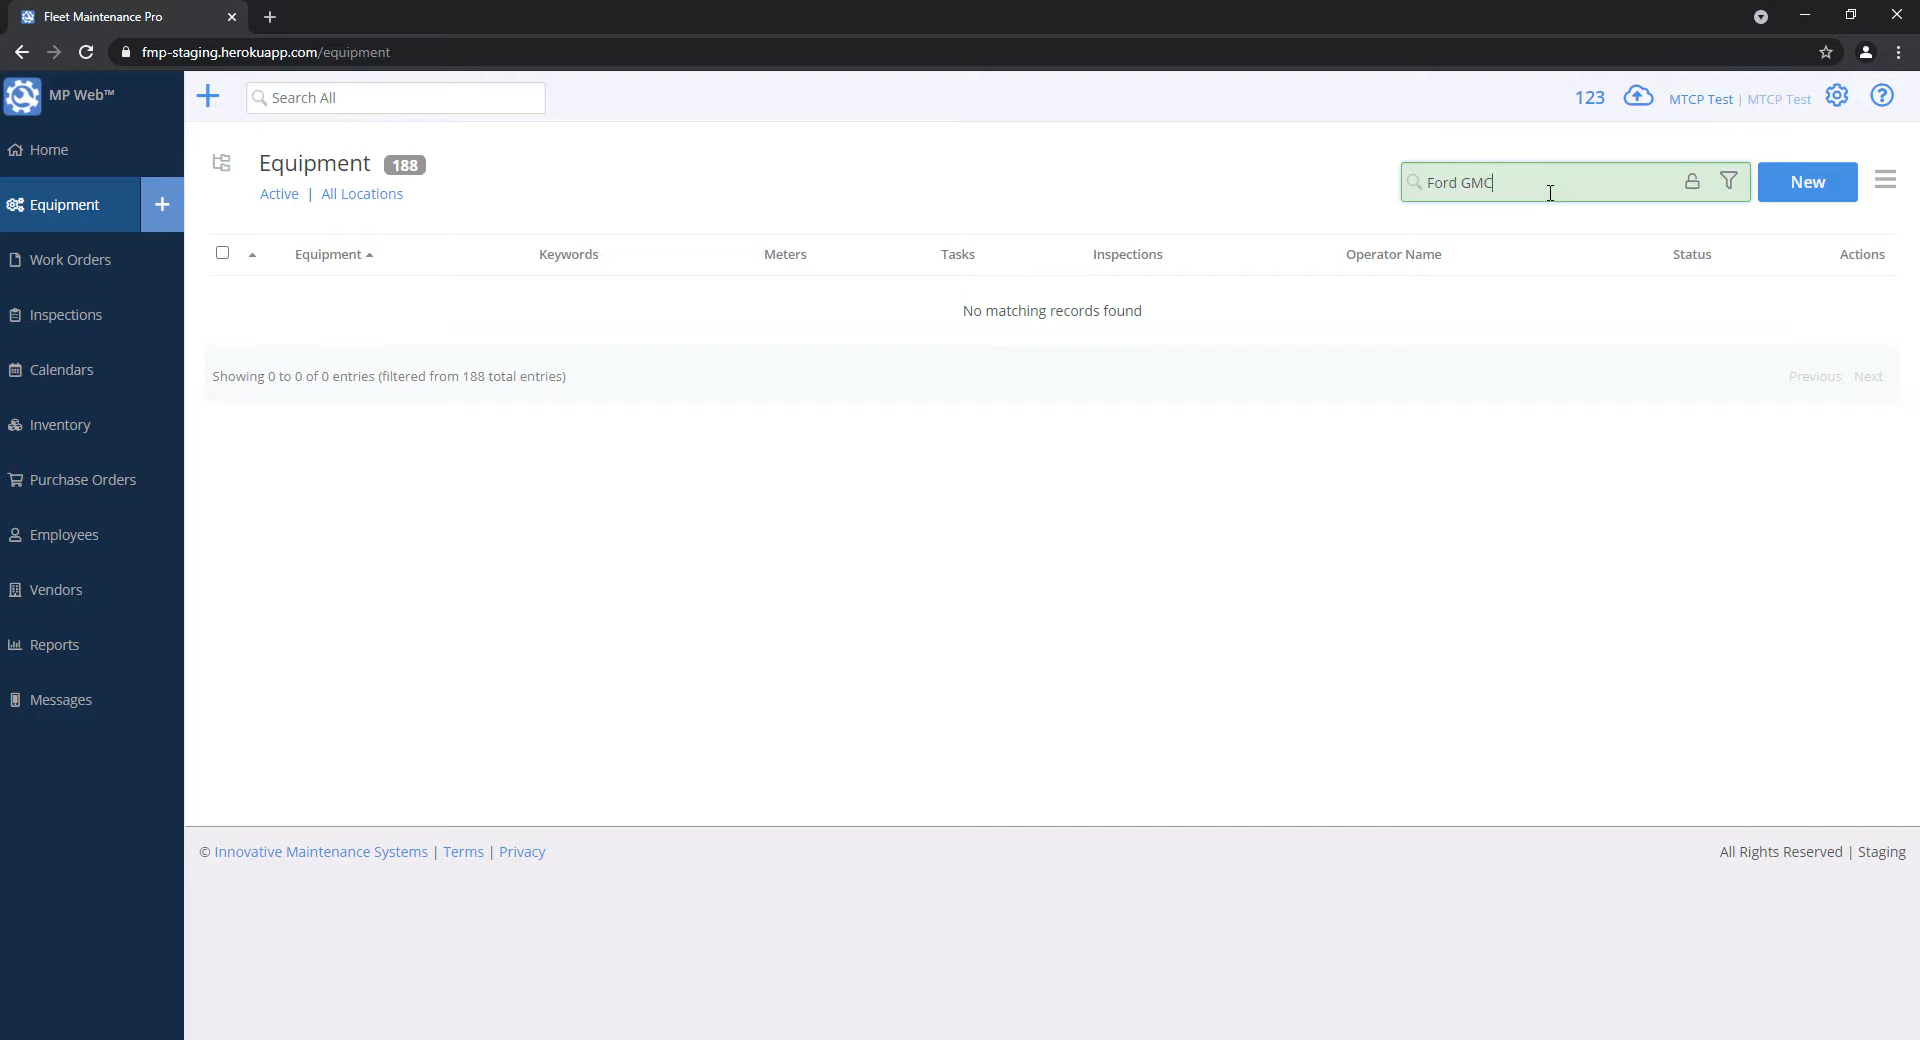 Fleet Maintenance Pro
fmp-staging.herokuapp.com/equipment
MP Web™
Search All
123
MTCP Test | MTCP Test
Home
Equipment
Work Orders
Inspections
Calendars
Inventory
Purchase Orders
Employees
Vendors
Reports
Messages
Equipment 188
Active | All Locations
Ford GMC
New
Equipment Keywords Meters Tasks Inspections Operator Name Status Actions
No matching records found
Showing 0 to 0 of 0 entries (filtered from 188 total entries)
Previous Next
© Innovative Maintenance Systems | Terms | Privacy
All Rights Reserved | Staging